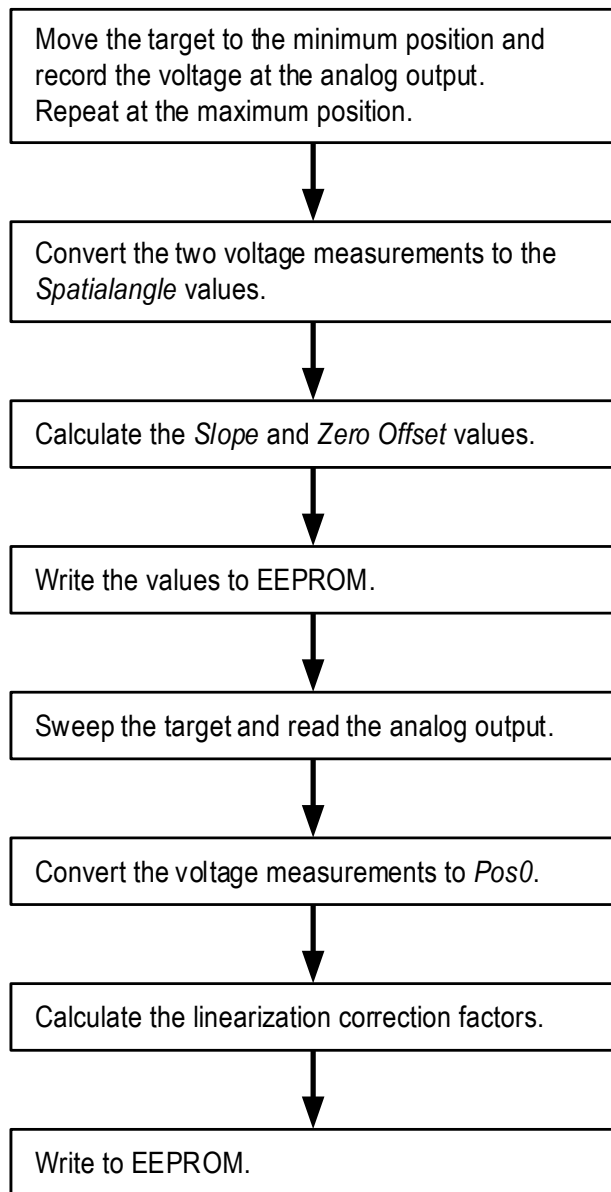 Move the target to the minimum position and
record the voltage at the analog output.
Repeat at the maximum position.
Convert the two voltage measurements to the
Spatialangle values.
Calculate the Slope and Zero Offset values.
Write the values to EEPROM.
Sweep the target and read the analog output.
Convert the voltage measurements to Pos0.
Calculate the linearization correction factors.
Write to EEPROM.